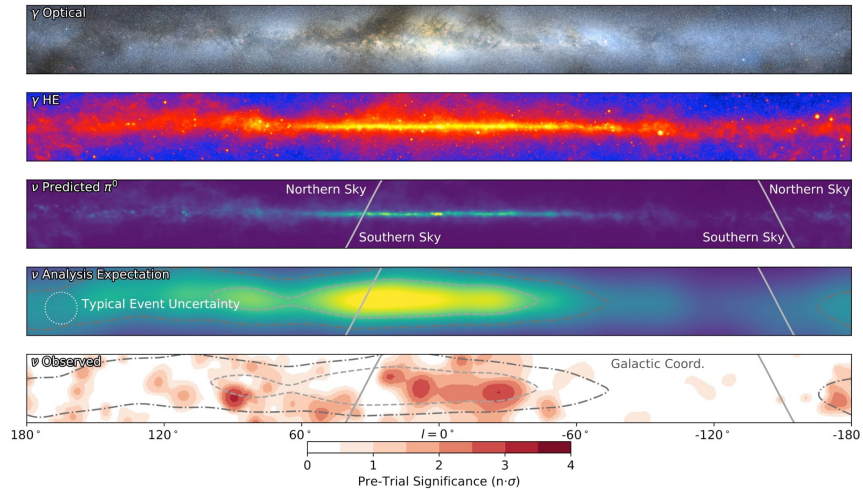 γ Optical
γ HE
ν Predicted π⁰
Northern Sky
Northern Sky
Southern Sky
Southern Sky
ν Analysis Expectation
Typical Event Uncertainty
ν Observed
Galactic Coord.
180° 120° 60° l = 0° -60° -120° -180°
0 1 2 3 4
Pre-Trial Significance (n·σ)